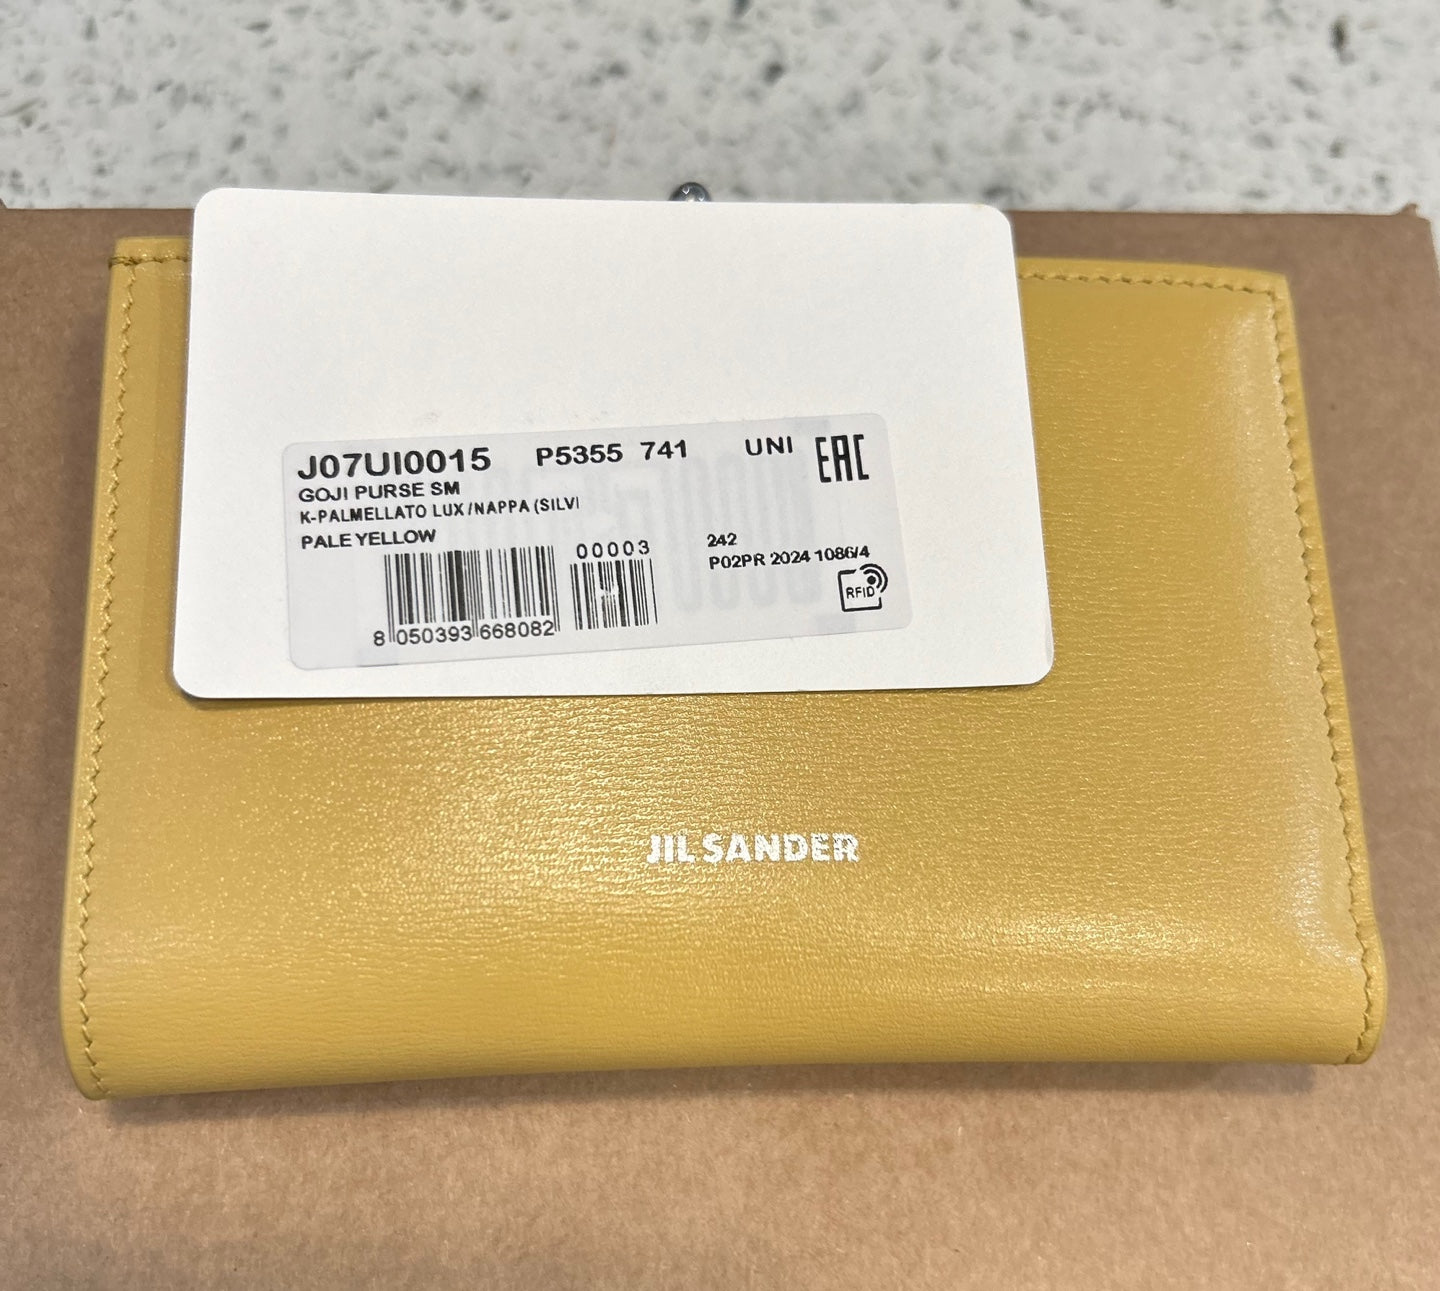 J07UI0015 P5355 741 UNI EAC
GOJI PURSE SM
K-PALMELLATO LUX/NAPPA (SILVI
PALE YELLOW
00003
242
P02PR 2024 1086/4
RFID
8 050393 668082
JIL SANDER